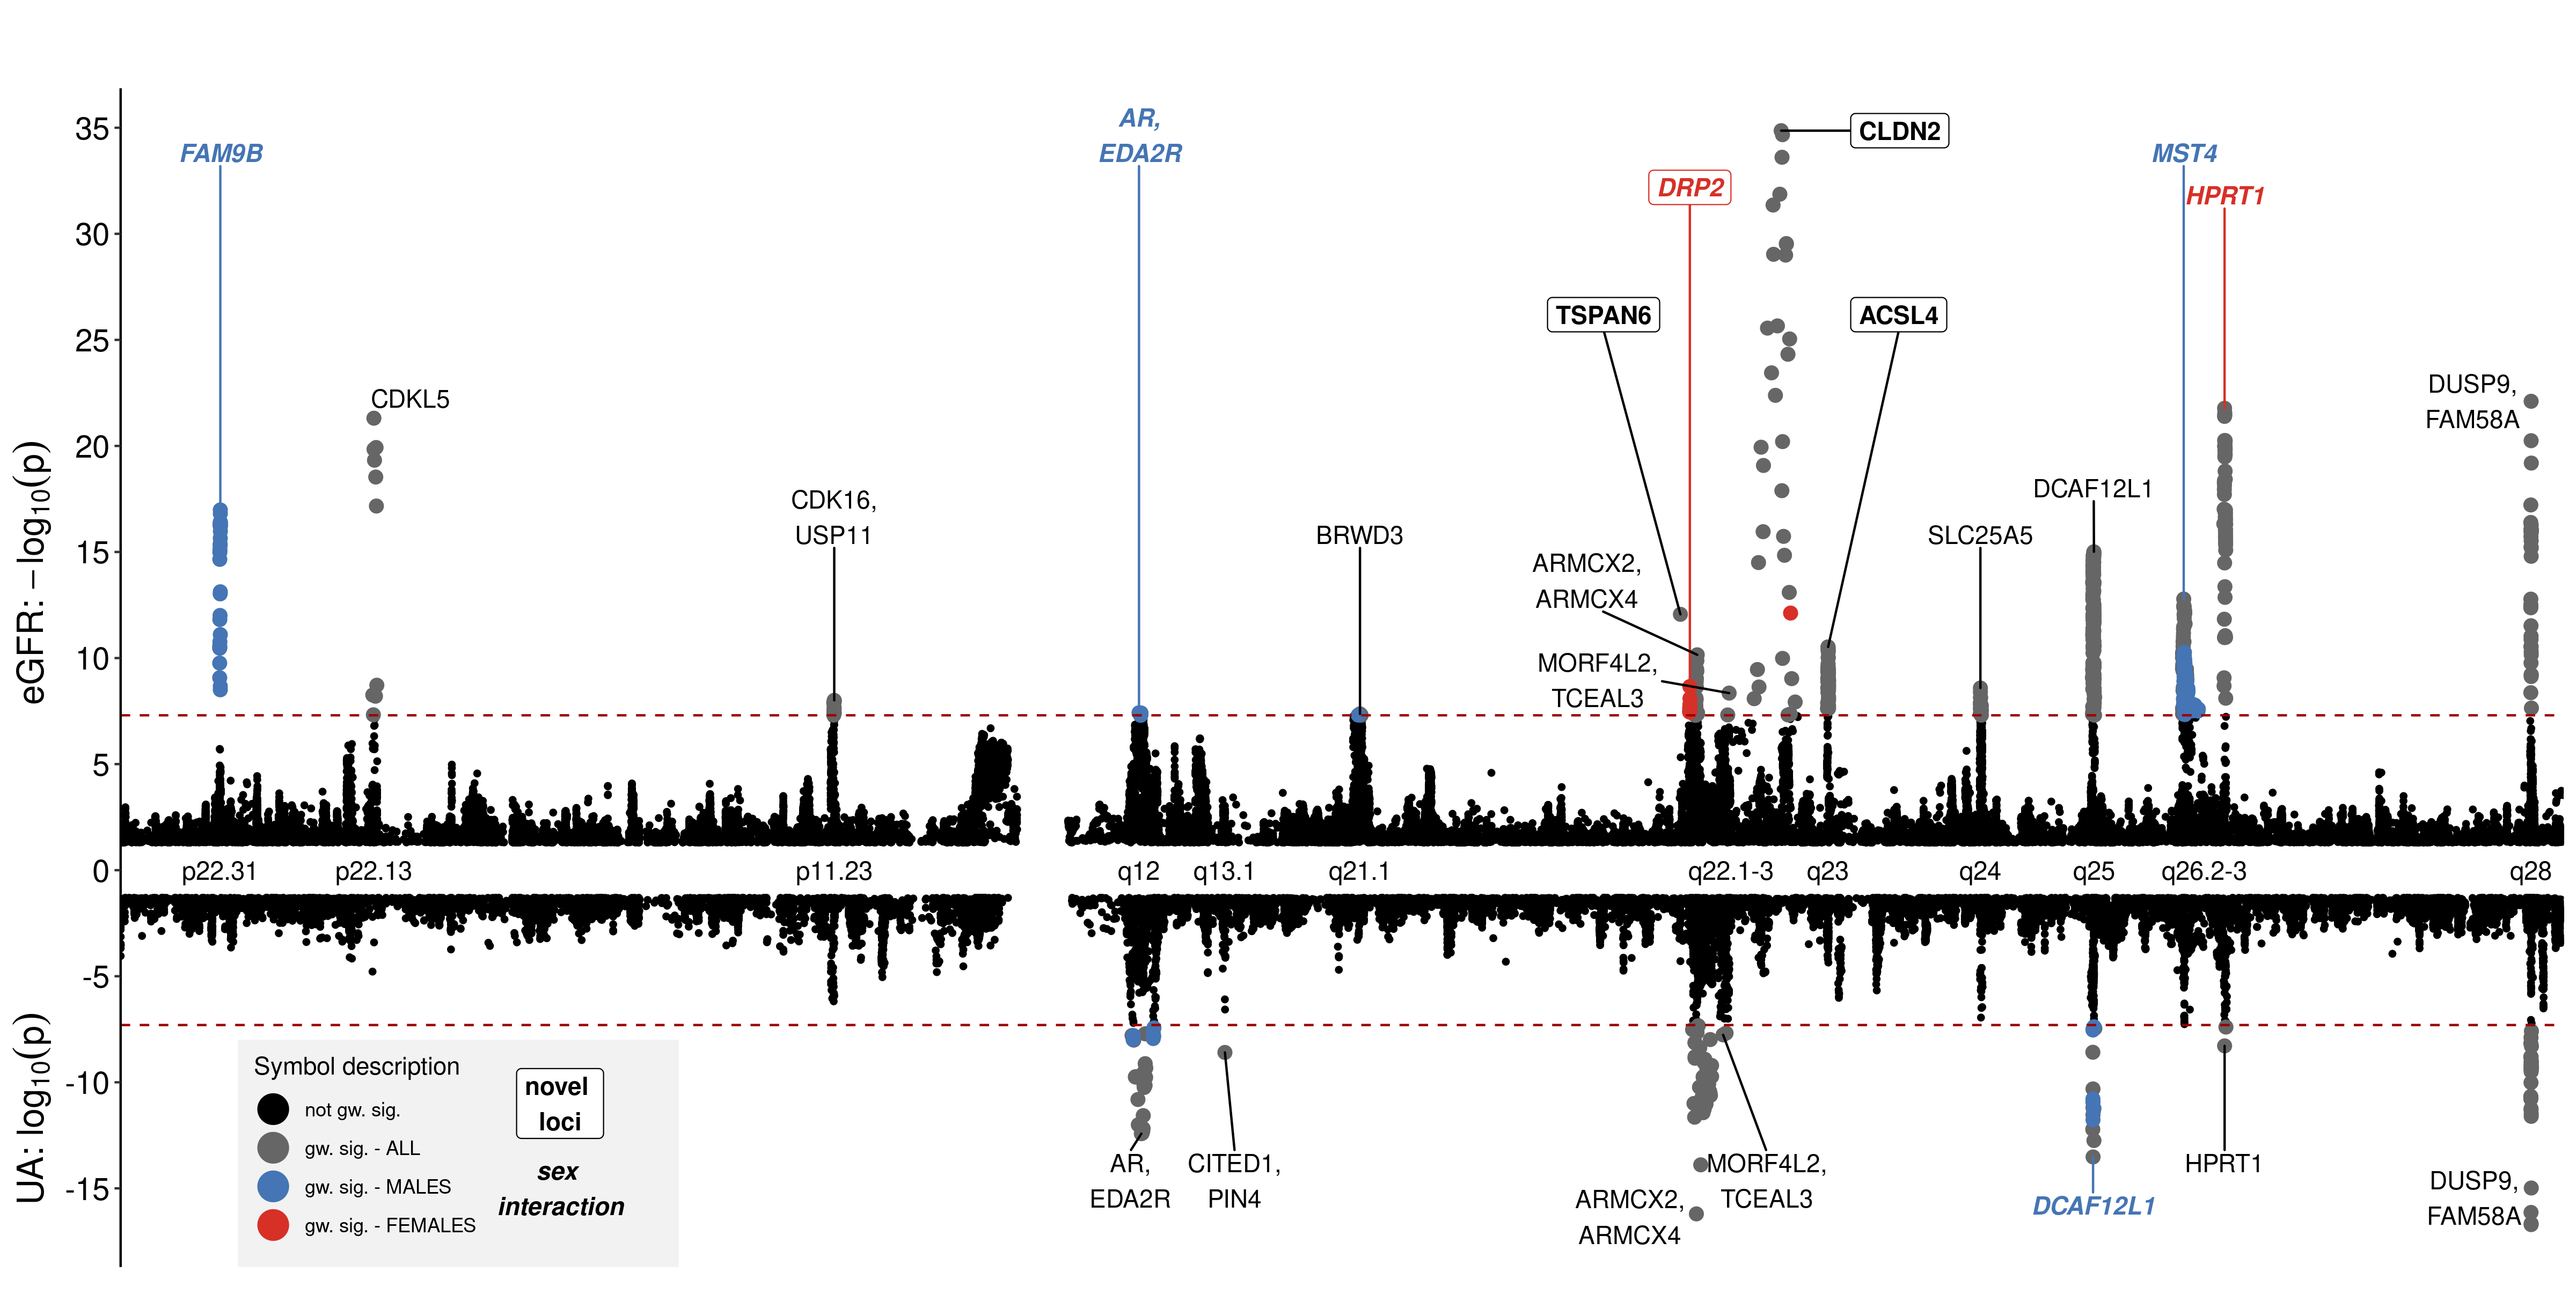 35
30
25
20
15
10
5
0
-5
-10
-15
eGFR: −log10(p)
UA: log10(p)
FAM9B
CDKL5
CDK16,
USP11
AR,
EDA2R
BRWD3
TSPAN6
DRP2
CLDN2
ACSL4
ARMCX2,
ARMCX4
MORF4L2,
TCEAL3
SLC25A5
DCAF12L1
MST4
HPRT1
DUSP9,
FAM58A
p22.31
p22.13
p11.23
q12
q13.1
q21.1
q22.1-3
q23
q24
q25
q26.2-3
q28
AR,
EDA2R
CITED1,
PIN4
ARMCX2,
ARMCX4
MORF4L2,
TCEAL3
DCAF12L1
HPRT1
DUSP9,
FAM58A
Symbol description
not gw. sig.
gw. sig. - ALL
gw. sig. - MALES
gw. sig. - FEMALES
novel
loci
sex
interaction